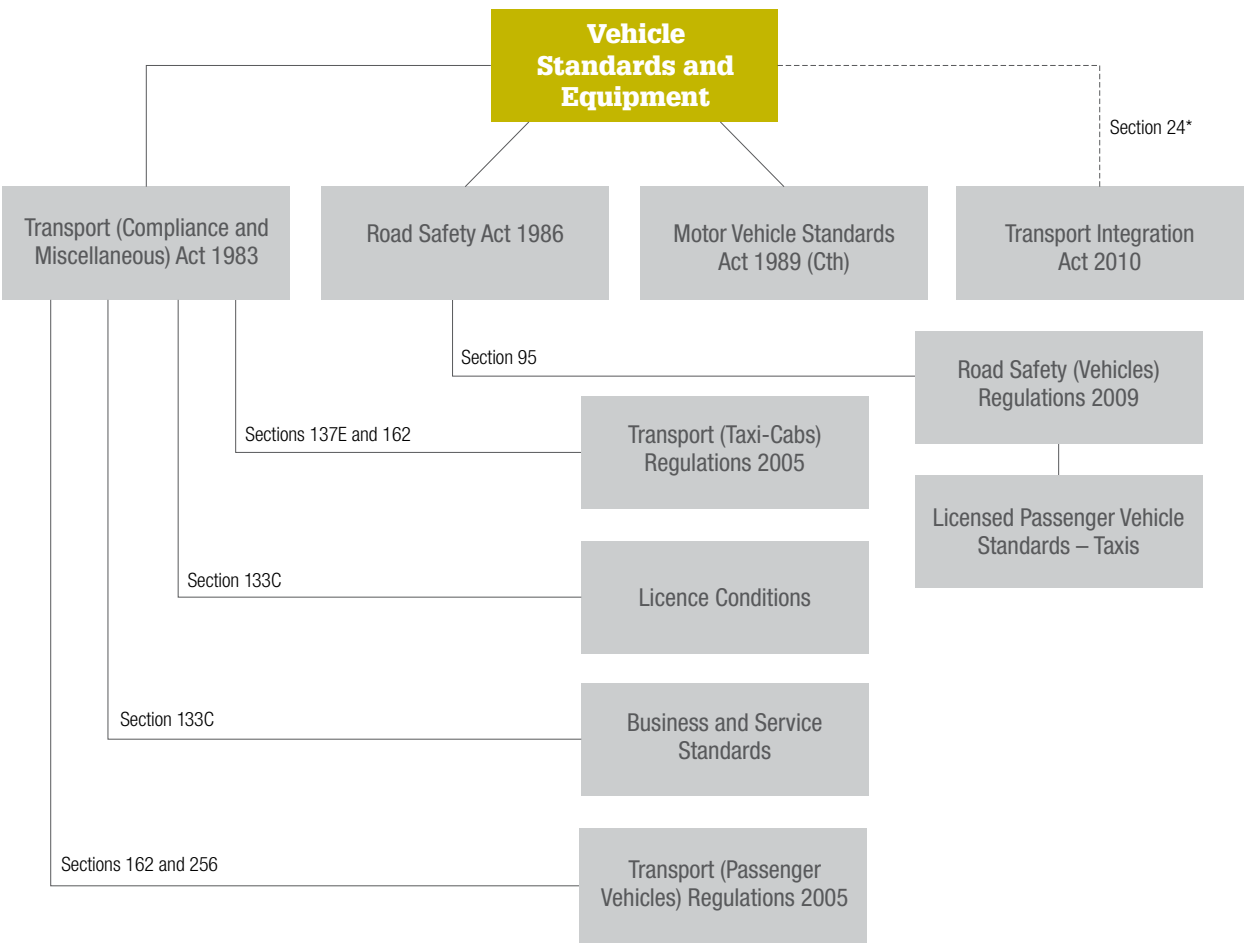 Vehicle
Standards and
Equipment
Section 24*
Transport (Compliance and
Miscellaneous) Act 1983
Road Safety Act 1986
Motor Vehicle Standards
Act 1989 (Cth)
Transport Integration
Act 2010
Section 95
Road Safety (Vehicles)
Regulations 2009
Sections 137E and 162
Transport (Taxi-Cabs)
Regulations 2005
Licensed Passenger Vehicle
Standards – Taxis
Section 133C
Licence Conditions
Section 133C
Business and Service
Standards
Sections 162 and 256
Transport (Passenger
Vehicles) Regulations 2005